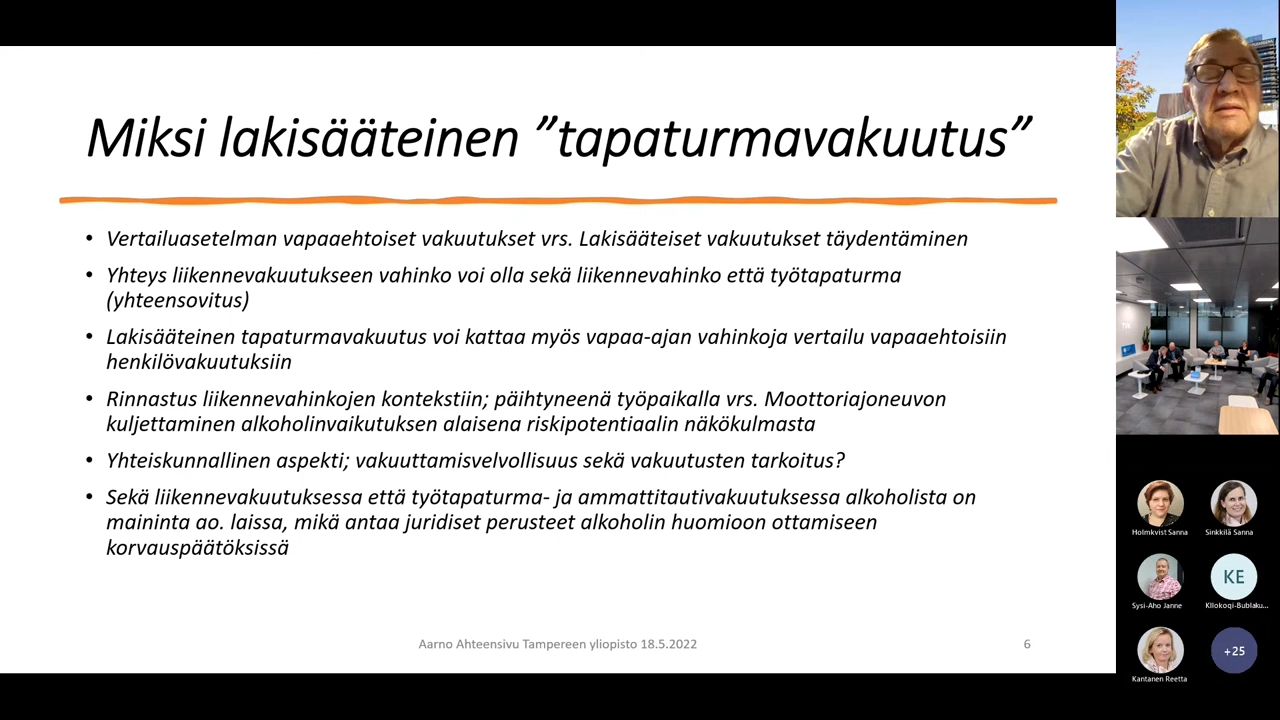 Miksi lakisääteinen ”tapaturmavakuutus”
• Vertailuasetelman vapaaehtoiset vakuutukset vrs. Lakisääteiset vakuutukset täydentäminen
• Yhteys liikennevakuutukseen vahinko voi olla sekä liikennevahinko että työtapaturma
(yhteensovitus)
• Lakisääteinen tapaturmavakuutus voi kattaa myös vapaa-ajan vahinkoja vertailu vapaaehtoisiin
henkilövakuutuksiin
• Rinnastus liikennevahinkojen kontekstiin; päihtyneenä työpaikalla vrs. Moottoriajoneuvon
kuljettaminen alkoholinvaikutuksen alaisena riskipotentiaalin näkökulmasta
• Yhteiskunnallinen aspekti; vakuuttamisvelvollisuus sekä vakuutusten tarkoitus?
• Sekä liikennevakuutuksessa että työtapaturma- ja ammattitautivakuutuksessa alkoholista on
maininta ao. laissa, mikä antaa juridiset perusteet alkoholin huomioon ottamiseen
korvauspäätöksissä
Aarno Ahteensivu Tampereen yliopisto 18.5.2022
6
Holmkvist Sanna
Sinkkilä Sanna
KE
Sysi-Aho Janne
Kllokoqi-Bublaku...
+25
Kantanen Reetta